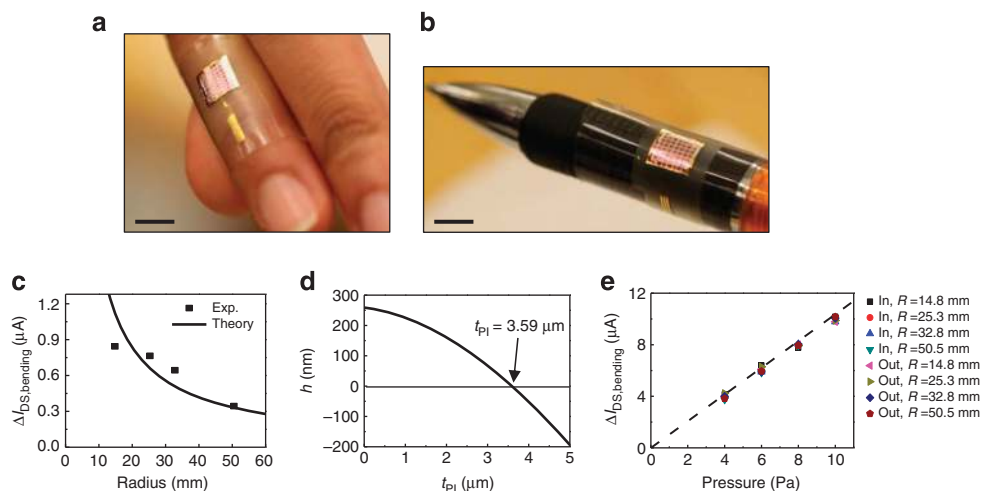 a
b
c
ΔI_DS,bending (μA)
1.2
0.9
0.6
0.3
0.0
0 10 20 30 40 50 60
Radius (mm)
Exp.
Theory
d
h (nm)
300
200
100
0
−100
−200
0 1 2 3 4 5
t_PI (μm)
t_PI = 3.59 μm
e
ΔI_DS,bending (μA)
12
8
4
0
0 2 4 6 8 10
Pressure (Pa)
In, R=14.8 mm
In, R=25.3 mm
In, R=32.8 mm
In, R=50.5 mm
Out, R=14.8 mm
Out, R=25.3 mm
Out, R=32.8 mm
Out, R=50.5 mm